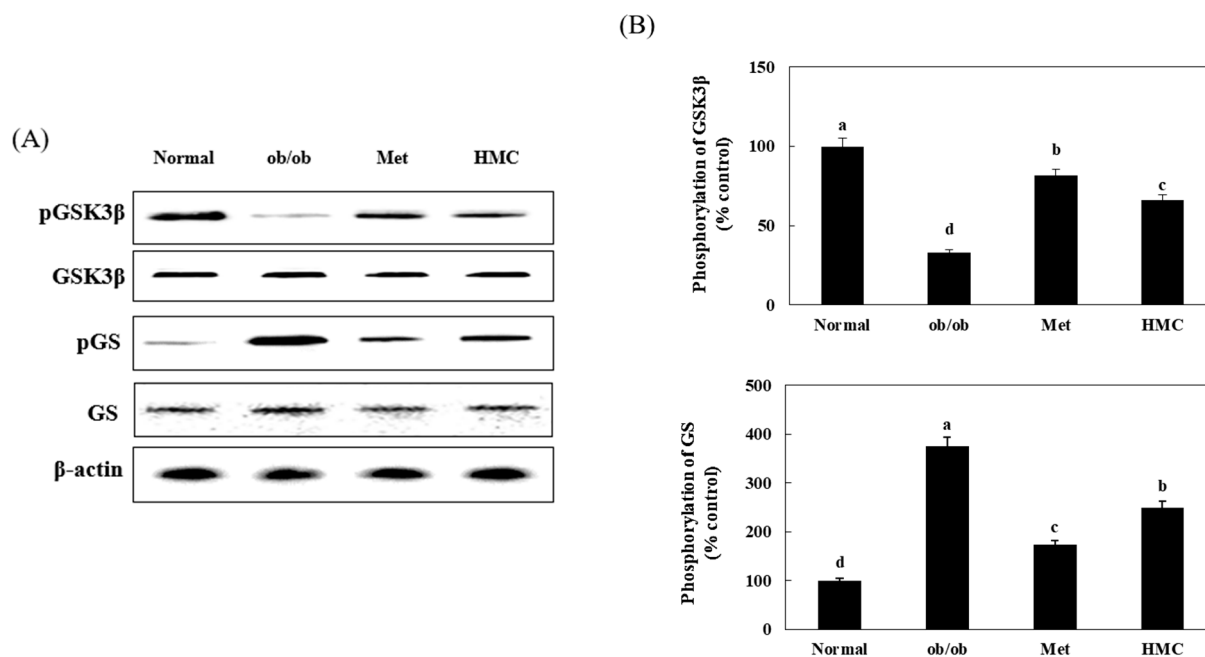 (A)
Normal ob/ob Met HMC
pGSK3β
GSK3β
pGS
GS
β-actin
(B)
Phosphorylation of GSK3β
(% control)
150
100
50
0
a
d
b
c
Normal ob/ob Met HMC
Phosphorylation of GS
(% control)
500
400
300
200
100
0
d
a
c
b
Normal ob/ob Met HMC